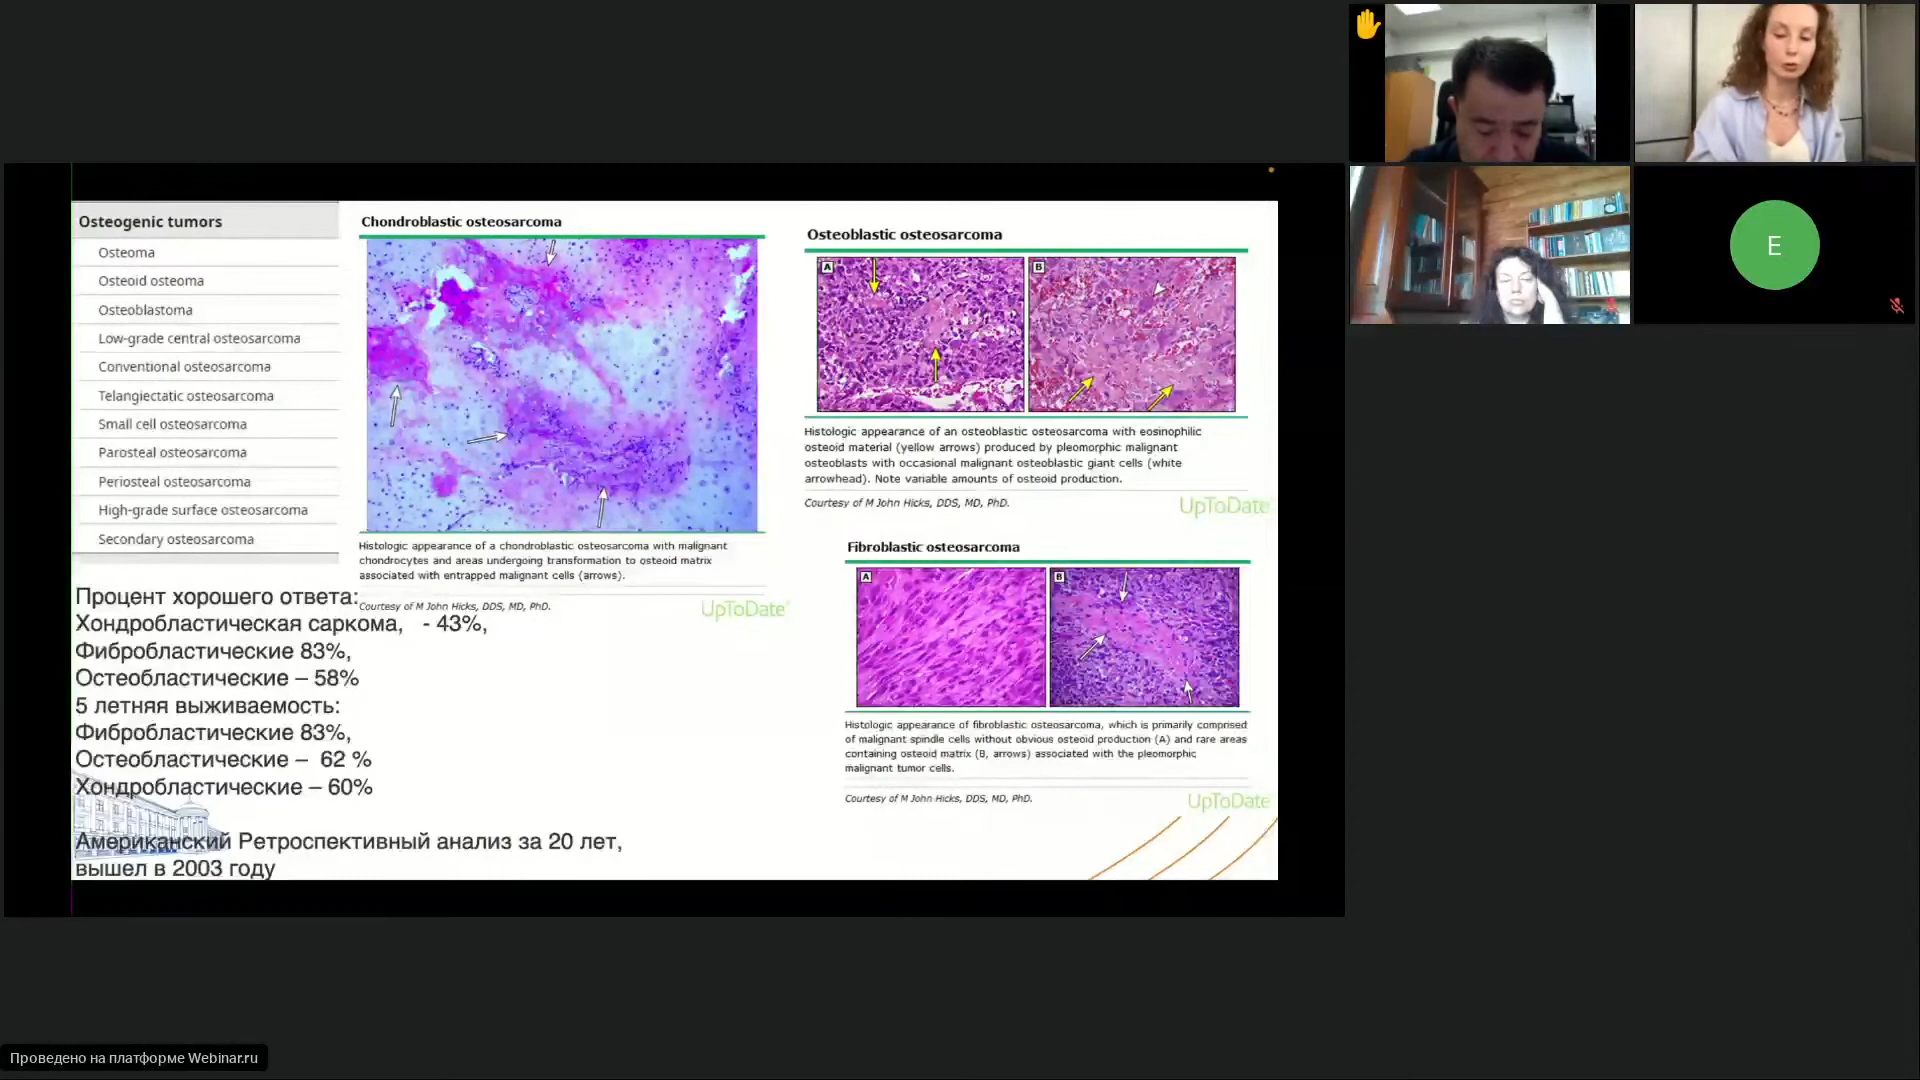 Osteogenic tumors
Osteoma
Osteoid osteoma
Osteoblastoma
Low-grade central osteosarcoma
Conventional osteosarcoma
Telangiectatic osteosarcoma
Small cell osteosarcoma
Parosteal osteosarcoma
Periosteal osteosarcoma
High-grade surface osteosarcoma
Secondary osteosarcoma
Chondroblastic osteosarcoma
Histologic appearance of a chondroblastic osteosarcoma with malignant
chondrocytes and areas undergoing transformation to osteoid matrix
associated with entrapped malignant cells (arrows).
Courtesy of M John Hicks, DDS, MD, PhD.
UpToDate®
Osteoblastic osteosarcoma
A
B
Histologic appearance of an osteoblastic osteosarcoma with eosinophilic
osteoid material (yellow arrows) produced by pleomorphic malignant
osteoblasts with occasional malignant osteoblastic giant cells (white
arrowhead). Note variable amounts of osteoid production.
Courtesy of M John Hicks, DDS, MD, PhD.
UpToDate
Fibroblastic osteosarcoma
A
B
Histologic appearance of fibroblastic osteosarcoma, which is primarily comprised
of malignant spindle cells without obvious osteoid production (A) and rare areas
containing osteoid matrix (B, arrows) associated with the pleomorphic
malignant tumor cells.
Courtesy of M John Hicks, DDS, MD, PhD.
UpToDate
Процент хорошего ответа:
Хондробластическая саркома, - 43%,
Фибробластические 83%,
Остеобластические – 58%
5 летняя выживаемость:
Фибробластические 83%,
Остеобластические – 62 %
Хондробластические – 60%
Американский Ретроспективный анализ за 20 лет,
вышел в 2003 году
E
Проведено на платформе Webinar.ru